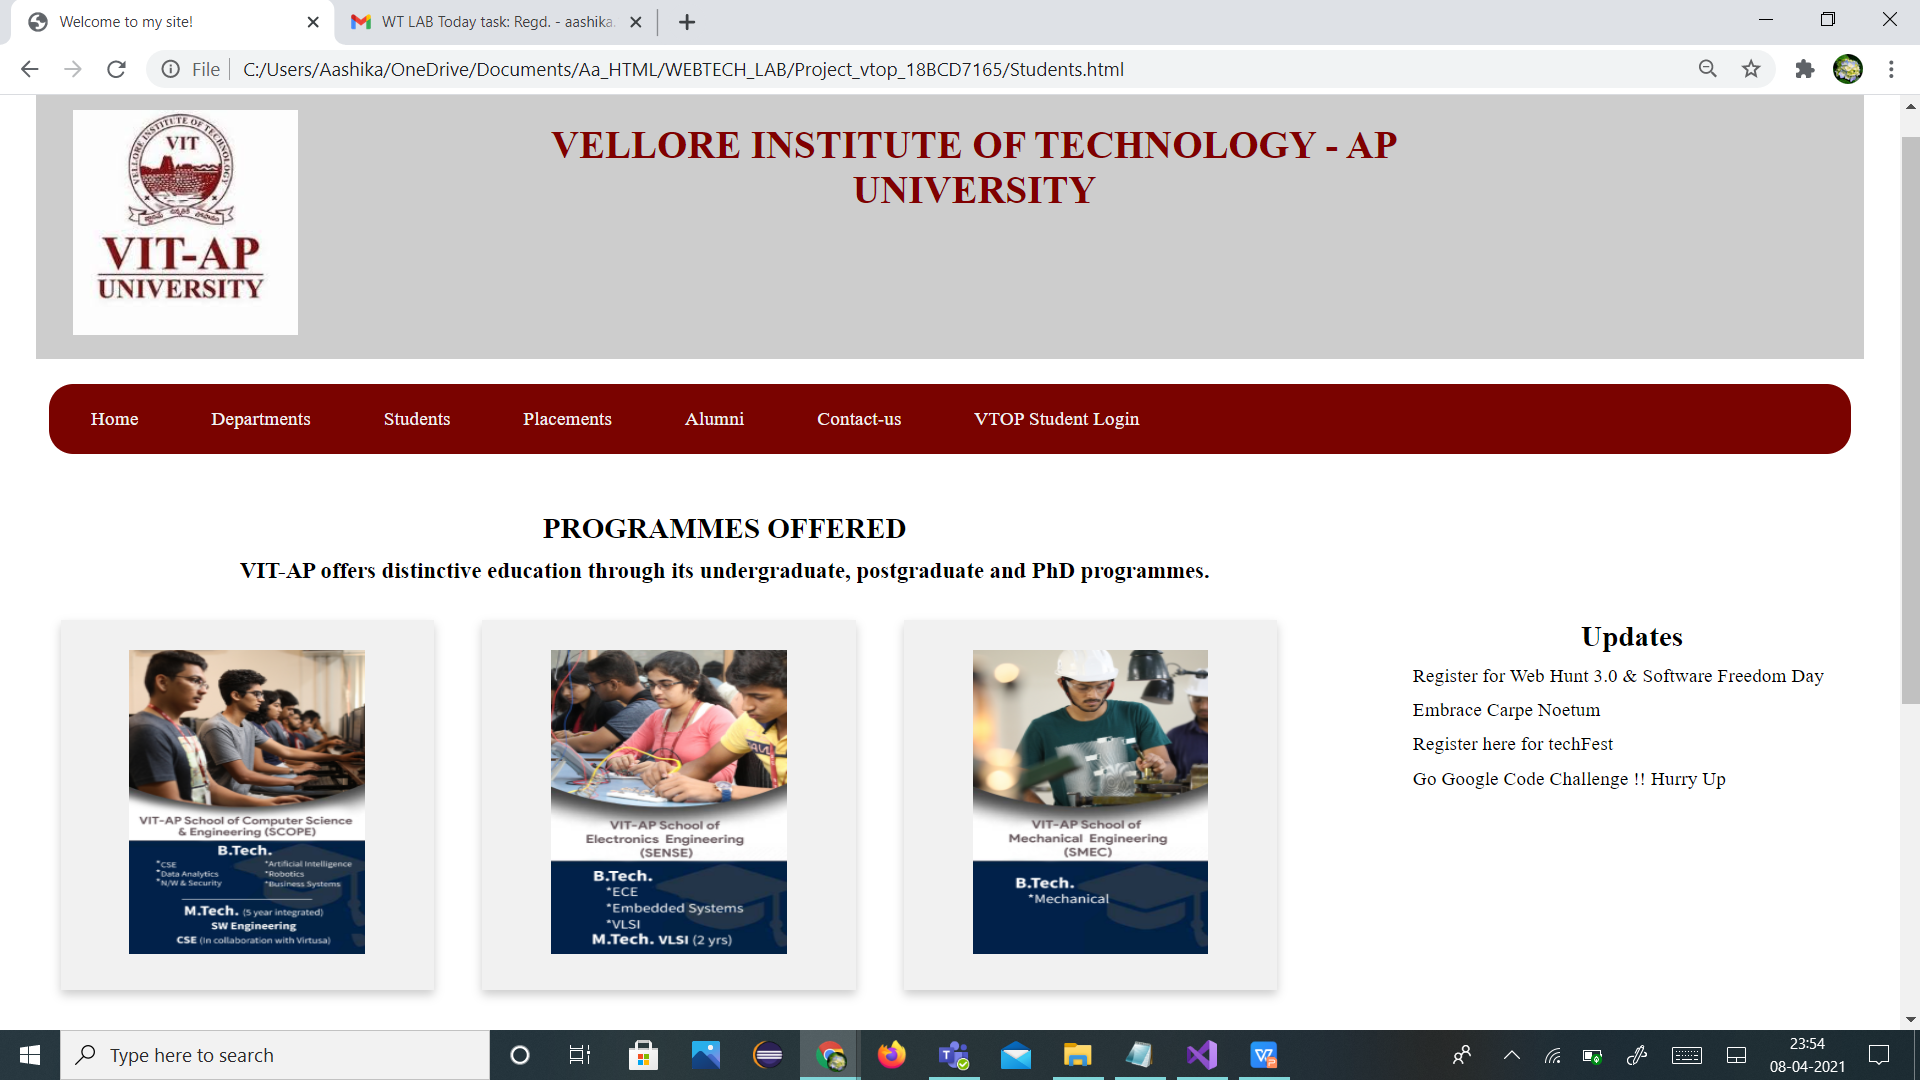 Welcome to my site!
WT LAB Today task: Regd. - aashika.
File
C:/Users/Aashika/OneDrive/Documents/Aa_HTML/WEBTECH_LAB/Project_vtop_18BCD7165/Students.html
VELLORE INSTITUTE OF TECHNOLOGY
VIT
VIT-AP
UNIVERSITY
VELLORE INSTITUTE OF TECHNOLOGY - AP
UNIVERSITY
Home
Departments
Students
Placements
Alumni
Contact-us
VTOP Student Login
PROGRAMMES OFFERED
VIT-AP offers distinctive education through its undergraduate, postgraduate and PhD programmes.
VIT-AP School of Computer Science
& Engineering (SCOPE)
B.Tech.
*CSE
*Data Analytics
*N/W & Security
*Artificial Intelligence
*Robotics
*Business Systems
M.Tech. (5 year integrated)
SW Engineering
CSE (In collaboration with Virtusa)
VIT-AP School of
Electronics Engineering
(SENSE)
B.Tech.
*ECE
*Embedded Systems
*VLSI
M.Tech. VLSI (2 yrs)
VIT-AP School of
Mechanical Engineering
(SMEC)
B.Tech.
*Mechanical
Updates
Register for Web Hunt 3.0 & Software Freedom Day
Embrace Carpe Noetum
Register here for techFest
Go Google Code Challenge !! Hurry Up
Type here to search
23:54
08-04-2021